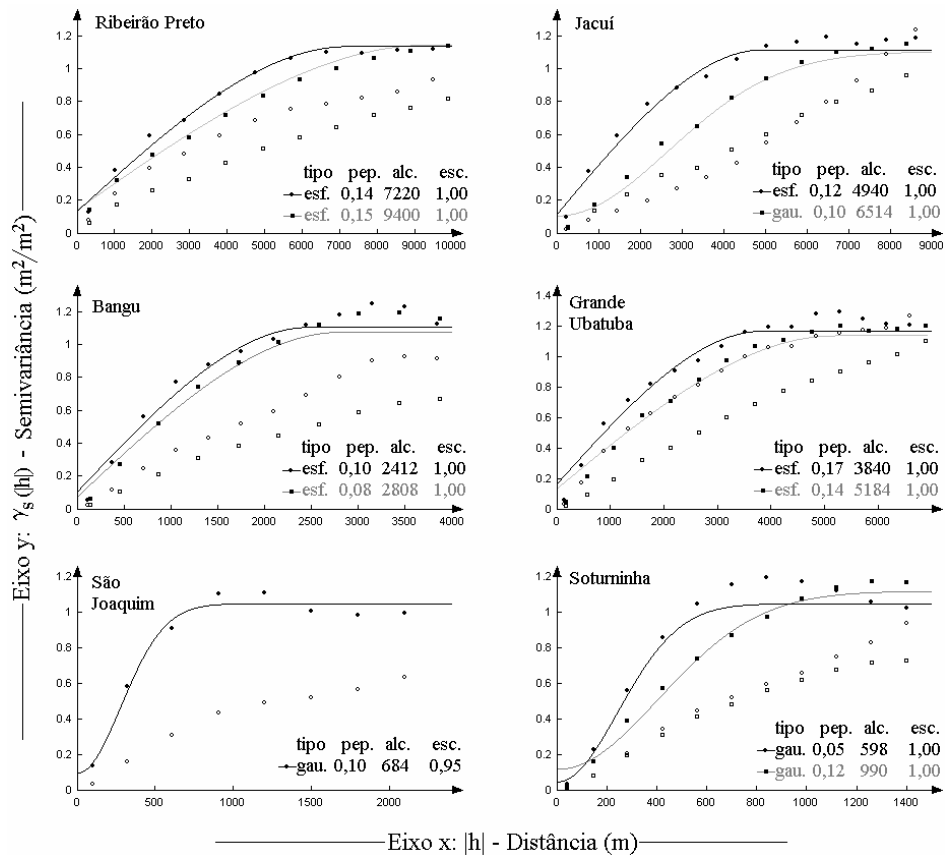 Eixo y: γs (|h|) - Semivariância (m²/m²)
Ribeirão Preto
1.2
1
0.8
0.6
0.4
0.2
0
tipo pep. alc. esc.
esf. 0,14 7220 1,00
esf. 0,15 9400 1,00
0 1000 2000 3000 4000 5000 6000 7000 8000 9000 10000
Jacuí
1.2
1
0.8
0.6
0.4
0.2
0
tipo pep. alc. esc.
esf. 0,12 4940 1,00
gau. 0,10 6514 1,00
0 1000 2000 3000 4000 5000 6000 7000 8000 9000
Bangu
1.2
1
0.8
0.6
0.4
0.2
0
tipo pep. alc. esc.
esf. 0,10 2412 1,00
esf. 0,08 2808 1,00
0 500 1000 1500 2000 2500 3000 3500 4000
Grande
Ubatuba
1.4
1.2
1
0.8
0.6
0.4
0.2
0
tipo pep. alc. esc.
esf. 0,17 3840 1,00
esf. 0,14 5184 1,00
0 1000 2000 3000 4000 5000 6000
São
Joaquim
1.2
1
0.8
0.6
0.4
0.2
0
tipo pep. alc. esc.
gau. 0,10 684 0,95
0 500 1000 1500 2000
Soturninha
1.2
1
0.8
0.6
0.4
0.2
0
tipo pep. alc. esc.
gau. 0,05 598 1,00
gau. 0,12 990 1,00
0 200 400 600 800 1000 1200 1400
Eixo x: |h| - Distância (m)